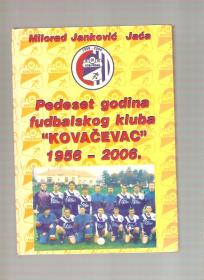 Milorad Janković Jaća
Pedeset godina
fudbalskog kluba
"KOVAČEVAC"
1956 - 2006.